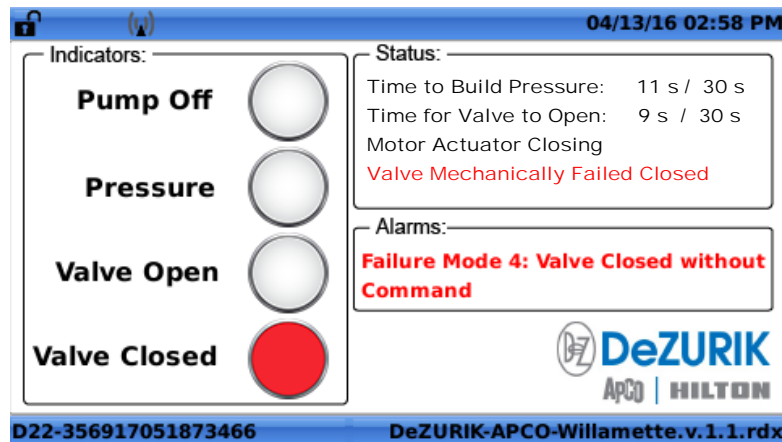 04/13/16 02:58 PM
Indicators:
Pump Off
Pressure
Valve Open
Valve Closed
Status:
Time to Build Pressure: 11 s / 30 s
Time for Valve to Open: 9 s / 30 s
Motor Actuator Closing
Valve Mechanically Failed Closed
Alarms:
Failure Mode 4: Valve Closed without
Command
DZ DeZURIK
APCO | HILTON
D22-356917051873466 DeZURIK-APCO-Willamette.v.1.1.rdx